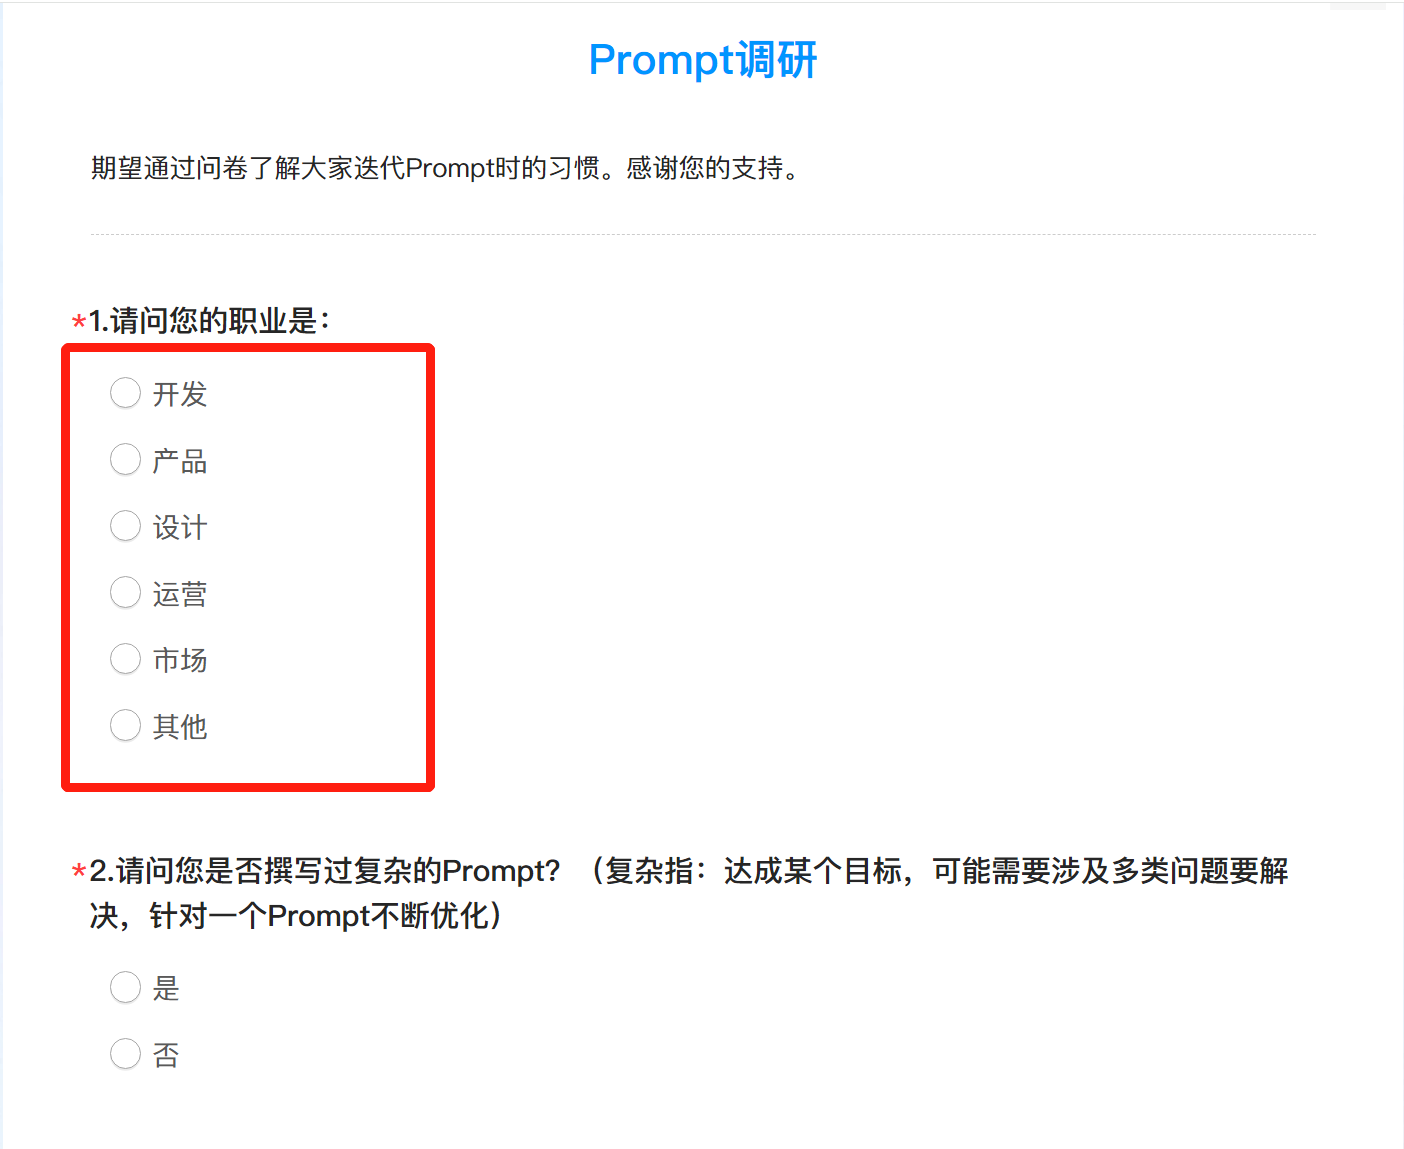 Prompt调研
期望通过问卷了解大家迭代Prompt时的习惯。感谢您的支持。
*1.请问您的职业是：
开发
产品
设计
运营
市场
其他
*2.请问您是否撰写过复杂的Prompt？（复杂指：达成某个目标，可能需要涉及多类问题要解
决，针对一个Prompt不断优化）
是
否